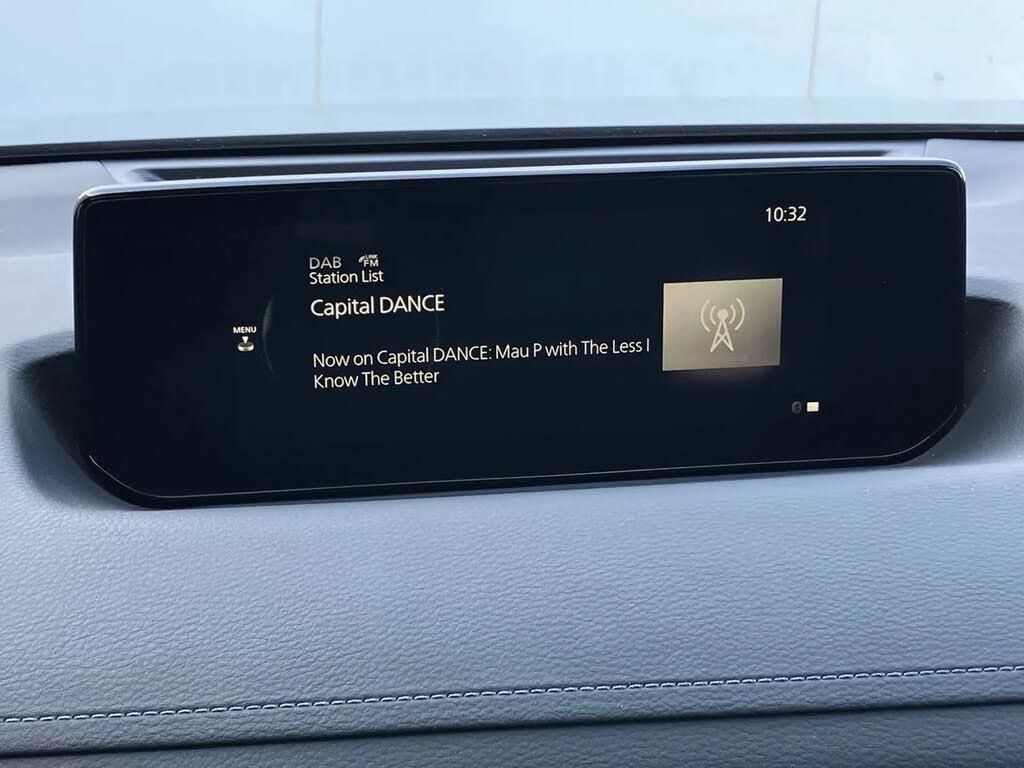 10:32
DAB LINK FM
Station List
Capital DANCE
MENU
Now on Capital DANCE: Mau P with The Less I
Know The Better